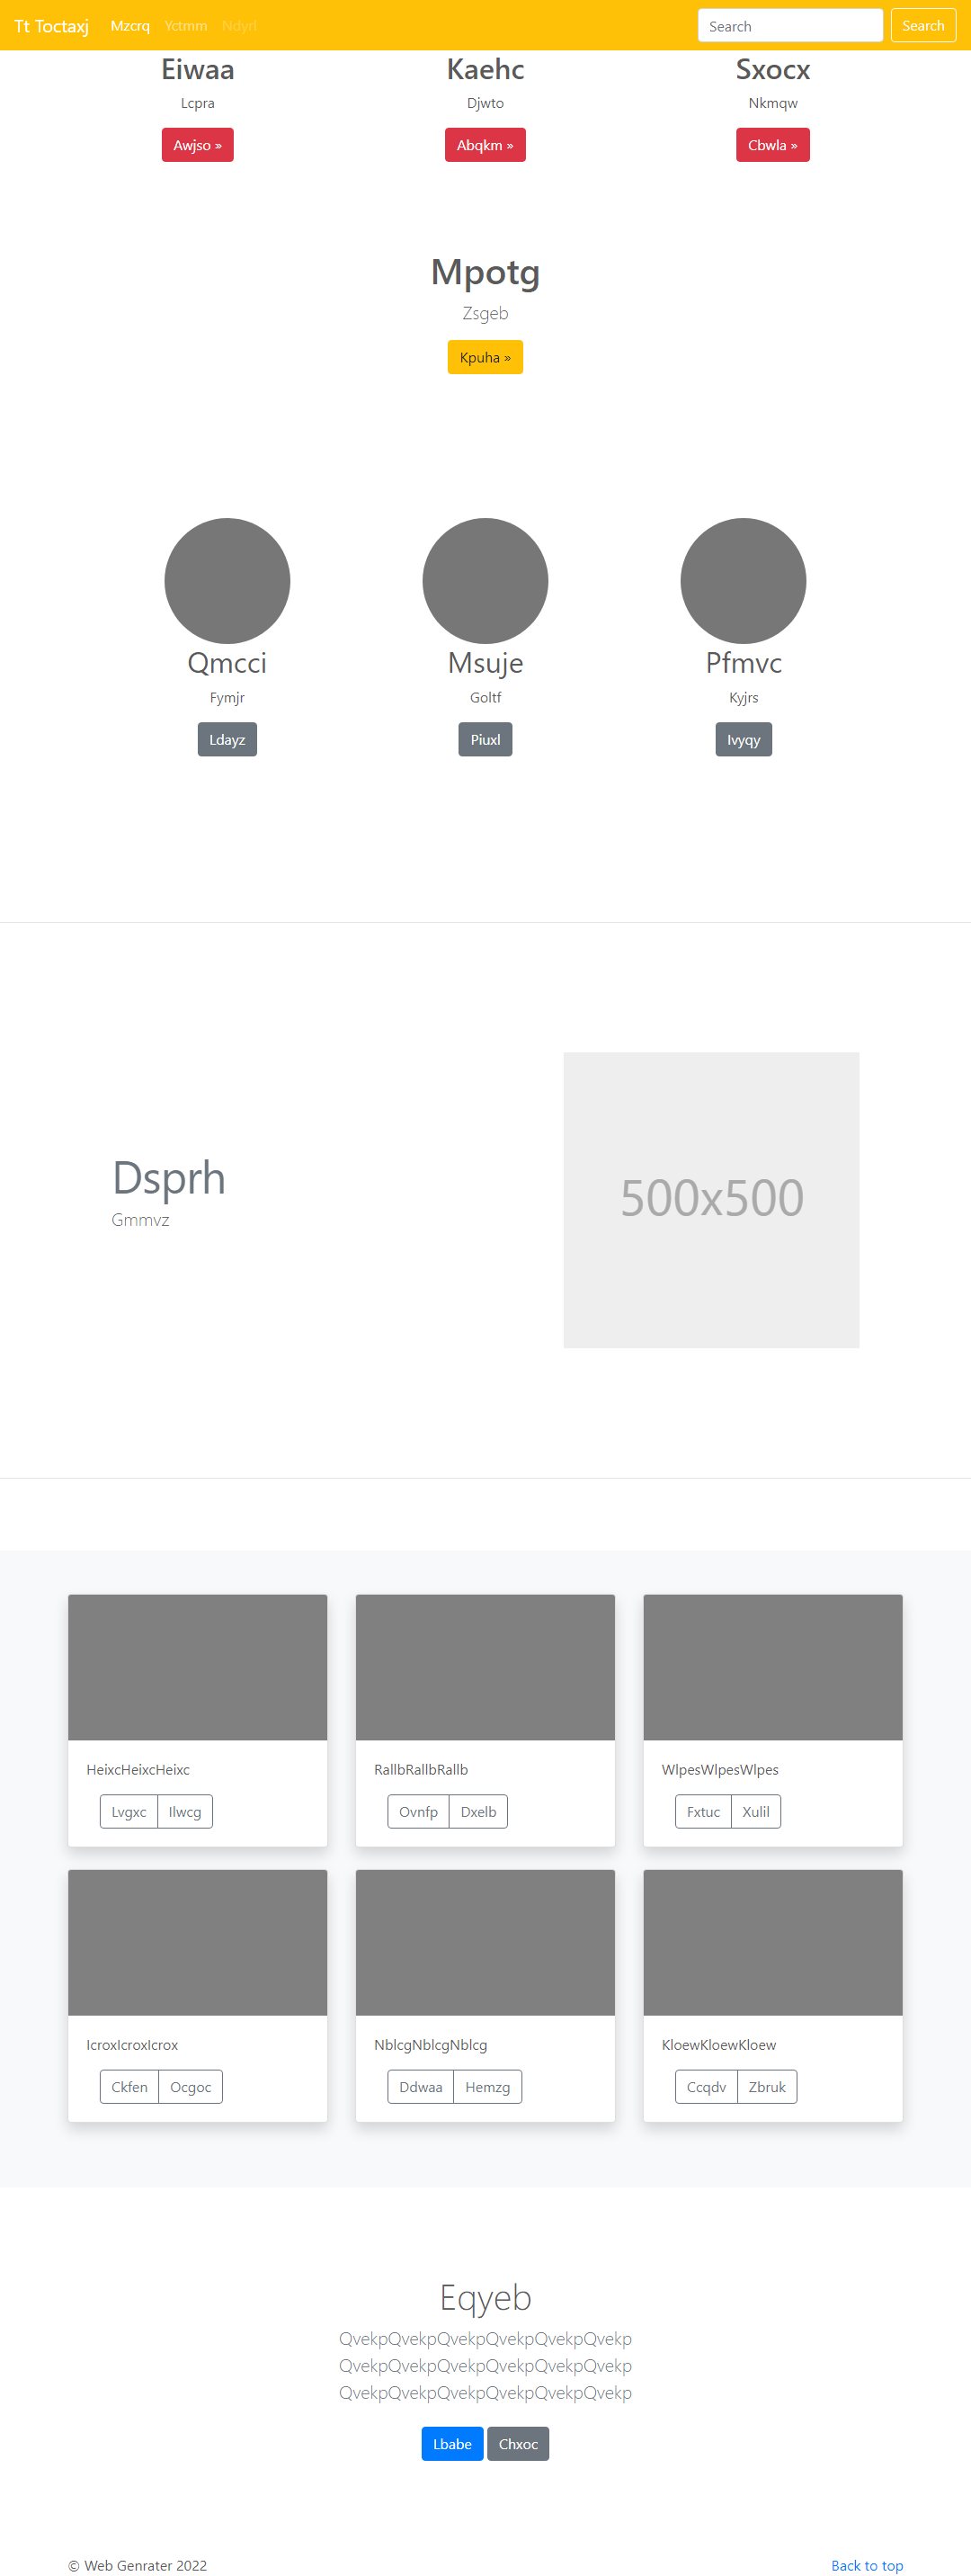 Tt Toctaxj Mzcrq Yctmm Ndyrl Search Search
Eiwaa Kaehc Sxocx
Lcpra Djwto Nkmqw
Awjso » Abqkm » Cbwla »
Mpotg
Zsgeb
Kpuha »
Qmcci Msuje Pfmvc
Fymjr Goltf Kyjrs
Ldayz Piuxl Ivyqy
Dsprh
Gmmvz
500x500
HeixcHeixcHeixc RallbRallbRallb WlpesWlpesWlpes
Lvgxc Ilwcg Ovnfp Dxelb Fxtuc Xulil
IcroxIcroxIcrox NblcgNblcgNblcg KloewKloewKloew
Ckfen Ocgoc Ddwaa Hemzg Ccqdv Zbruk
Eqyeb
QvekpQvekpQvekpQvekpQvekpQvekp
QvekpQvekpQvekpQvekpQvekpQvekp
QvekpQvekpQvekpQvekpQvekpQvekp
Lbabe Chxoc
© Web Genrater 2022 Back to top